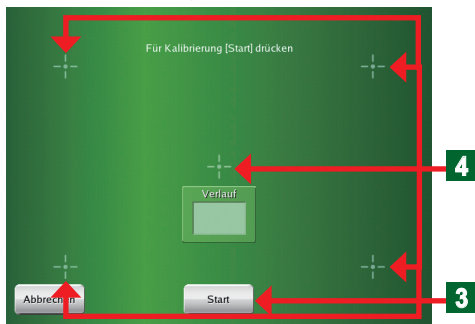 Für Kalibrierung [Start] drücken
4
Verlauf
Abbrechen
Start
3